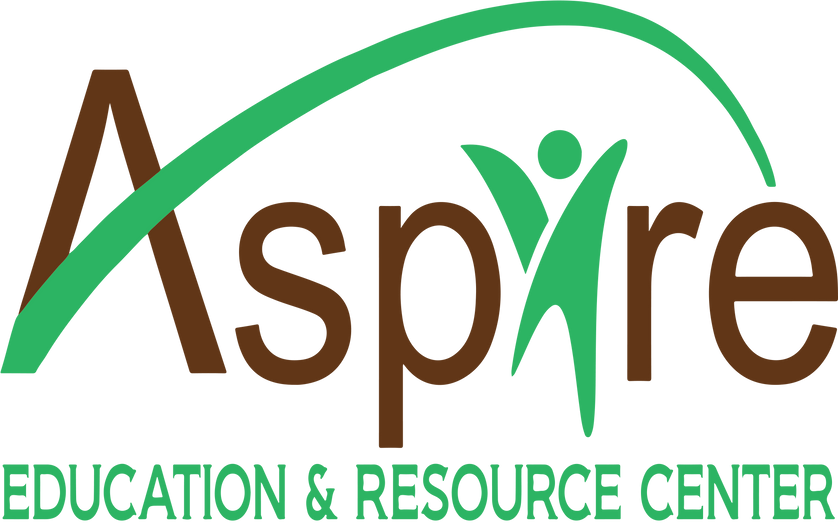 Aspire
EDUCATION & RESOURCE CENTER